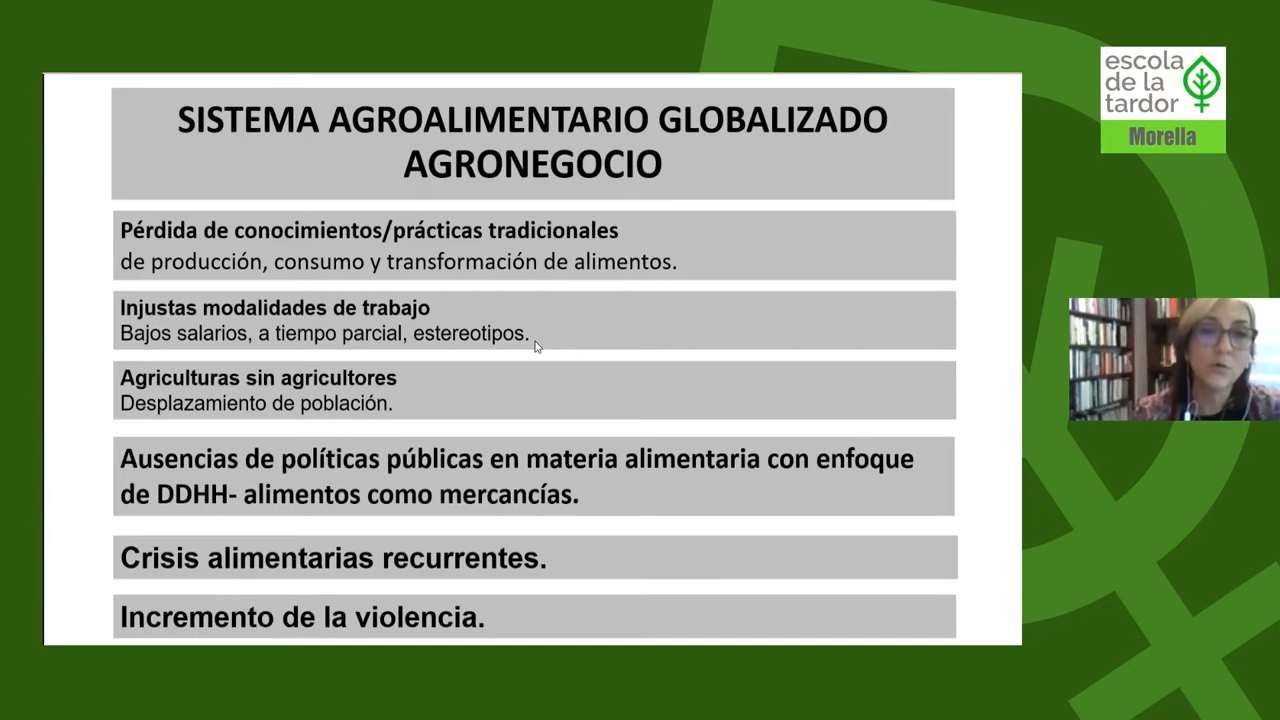 SISTEMA AGROALIMENTARIO GLOBALIZADO
AGRONEGOCIO
Pérdida de conocimientos/prácticas tradicionales
de producción, consumo y transformación de alimentos.
Injustas modalidades de trabajo
Bajos salarios, a tiempo parcial, estereotipos.
Agriculturas sin agricultores
Desplazamiento de población.
Ausencias de políticas públicas en materia alimentaria con enfoque
de DDHH- alimentos como mercancías.
Crisis alimentarias recurrentes.
Incremento de la violencia.
escola
de la
tardor
Morella